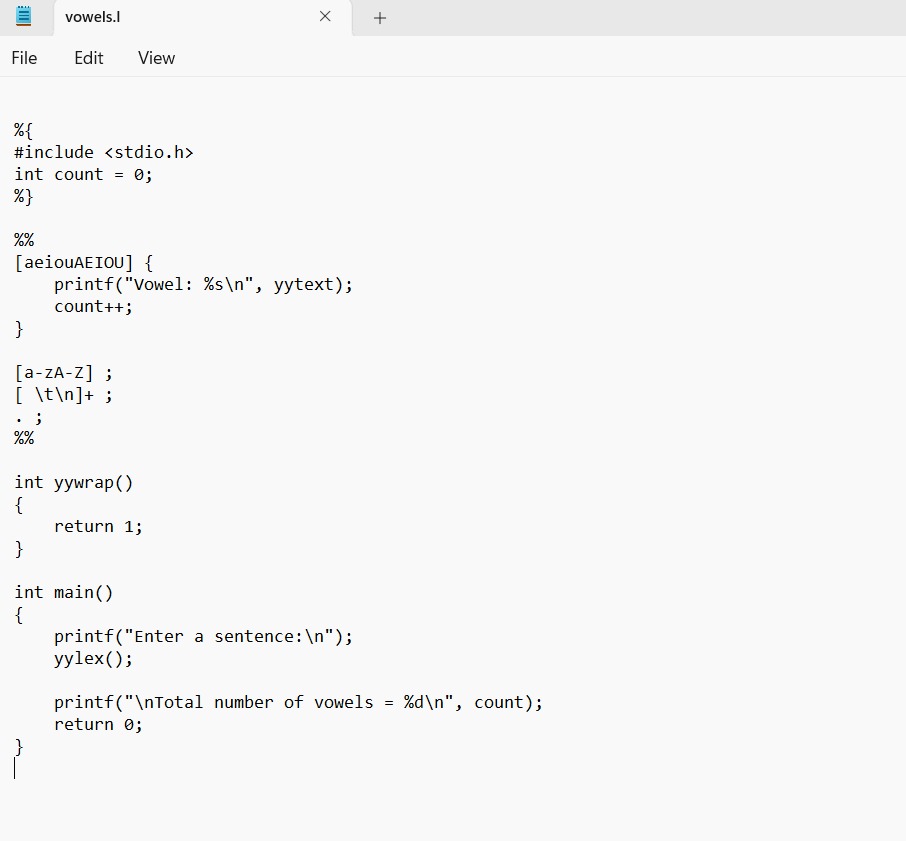 vowels.l
File Edit View
%{
#include <stdio.h>
int count = 0;
%}
%%
[aeiouAEIOU] {
    printf("Vowel: %s\n", yytext);
    count++;
}
[a-zA-Z] ;
[ \t\n]+ ;
. ;
%%
int yywrap()
{
    return 1;
}
int main()
{
    printf("Enter a sentence:\n");
    yylex();
    printf("\nTotal number of vowels = %d\n", count);
    return 0;
}